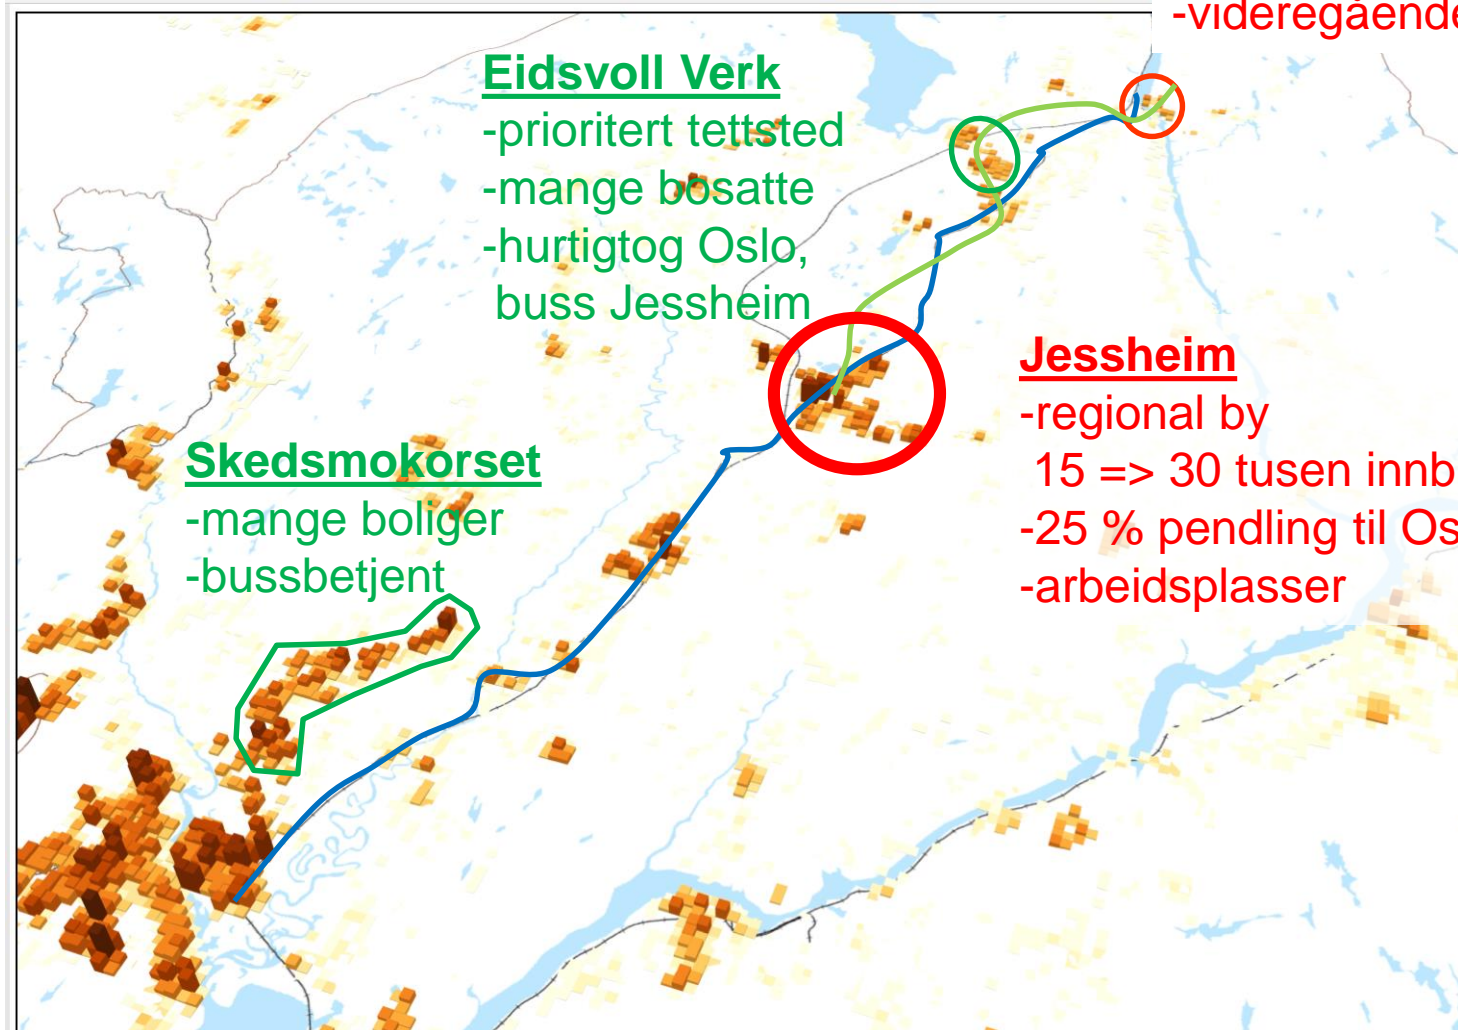 -videregående
Eidsvoll Verk
-prioritert tettsted
-mange bosatte
-hurtigtog Oslo,
buss Jessheim
Jessheim
-regional by
15 => 30 tusen innb
-25 % pendling til Os
-arbeidsplasser
Skedsmokorset
-mange boliger
-bussbetjent